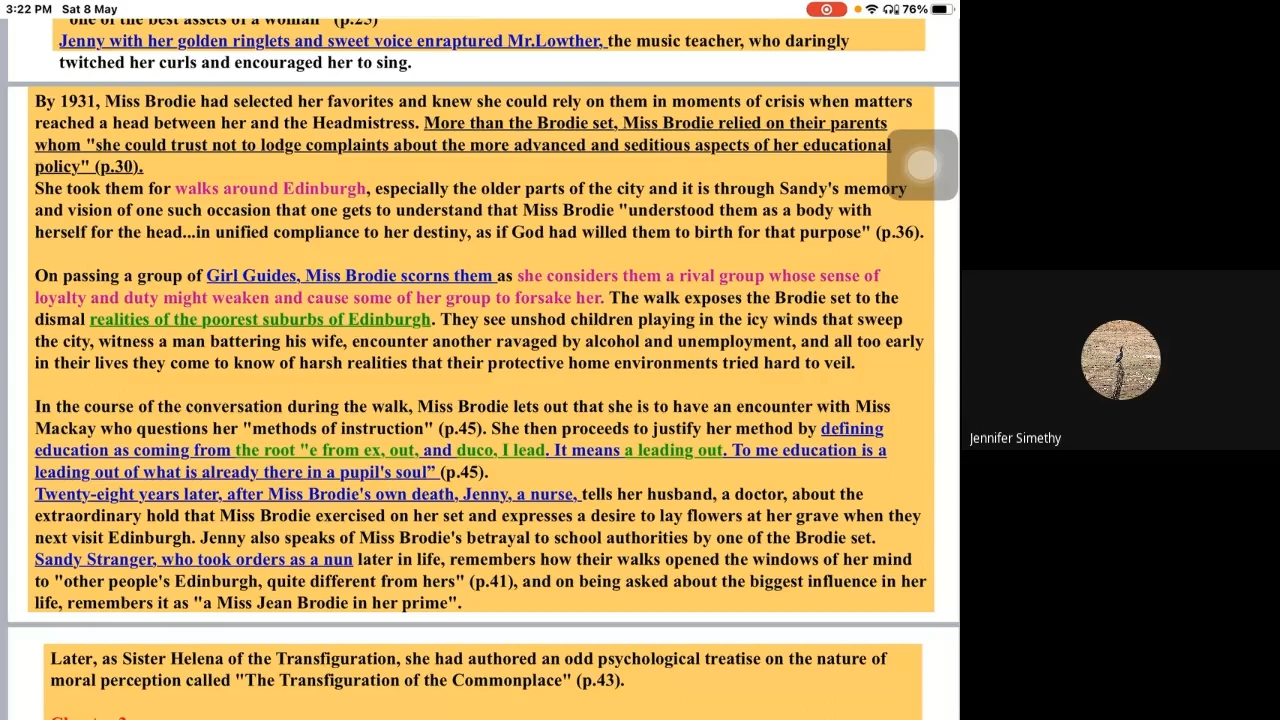 3:22 PM Sat 8 May
76%
"one of the best assets of a woman" (p.25)
Jenny with her golden ringlets and sweet voice enraptured Mr.Lowther, the music teacher, who daringly
twitched her curls and encouraged her to sing.
By 1931, Miss Brodie had selected her favorites and knew she could rely on them in moments of crisis when matters
reached a head between her and the Headmistress. More than the Brodie set, Miss Brodie relied on their parents
whom "she could trust not to lodge complaints about the more advanced and seditious aspects of her educational
policy" (p.30).
She took them for walks around Edinburgh, especially the older parts of the city and it is through Sandy's memory
and vision of one such occasion that one gets to understand that Miss Brodie "understood them as a body with
herself for the head...in unified compliance to her destiny, as if God had willed them to birth for that purpose" (p.36).
On passing a group of Girl Guides, Miss Brodie scorns them as she considers them a rival group whose sense of
loyalty and duty might weaken and cause some of her group to forsake her. The walk exposes the Brodie set to the
dismal realities of the poorest suburbs of Edinburgh. They see unshod children playing in the icy winds that sweep
the city, witness a man battering his wife, encounter another ravaged by alcohol and unemployment, and all too early
in their lives they come to know of harsh realities that their protective home environments tried hard to veil.
In the course of the conversation during the walk, Miss Brodie lets out that she is to have an encounter with Miss
Mackay who questions her "methods of instruction" (p.45). She then proceeds to justify her method by defining
education as coming from the root "e from ex, out, and duco, I lead. It means a leading out. To me education is a
leading out of what is already there in a pupil's soul” (p.45).
Twenty-eight years later, after Miss Brodie's own death, Jenny, a nurse, tells her husband, a doctor, about the
extraordinary hold that Miss Brodie exercised on her set and expresses a desire to lay flowers at her grave when they
next visit Edinburgh. Jenny also speaks of Miss Brodie's betrayal to school authorities by one of the Brodie set.
Sandy Stranger, who took orders as a nun later in life, remembers how their walks opened the windows of her mind
to "other people's Edinburgh, quite different from hers" (p.41), and on being asked about the biggest influence in her
life, remembers it as "a Miss Jean Brodie in her prime".
Later, as Sister Helena of the Transfiguration, she had authored an odd psychological treatise on the nature of
moral perception called "The Transfiguration of the Commonplace" (p.43).
Jennifer Simethy